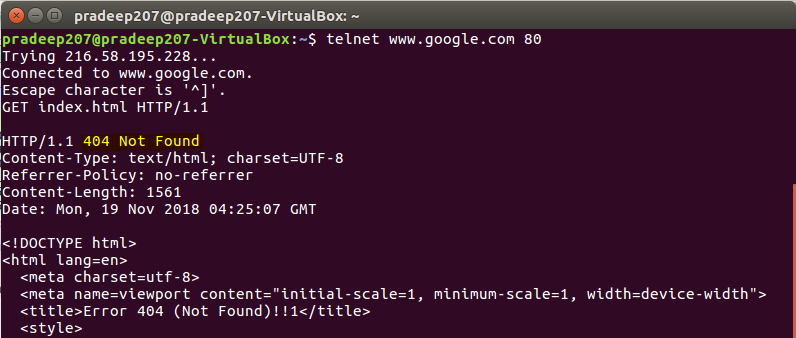 pradeep207@pradeep207-VirtualBox: ~
pradeep207@pradeep207-VirtualBox:~$ telnet www.google.com 80
Trying 216.58.195.228...
Connected to www.google.com.
Escape character is '^]'.
GET index.html HTTP/1.1
HTTP/1.1 404 Not Found
Content-Type: text/html; charset=UTF-8
Referrer-Policy: no-referrer
Content-Length: 1561
Date: Mon, 19 Nov 2018 04:25:07 GMT
<!DOCTYPE html>
<html lang=en>
  <meta charset=utf-8>
  <meta name=viewport content="initial-scale=1, minimum-scale=1, width=device-width">
  <title>Error 404 (Not Found)!!1</title>
  <style>